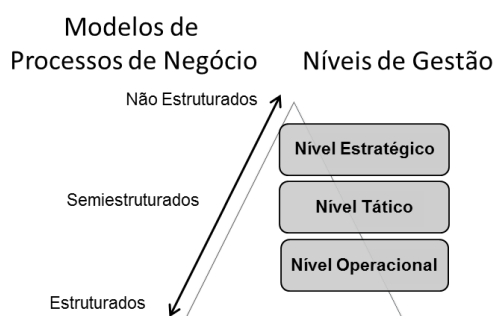 Modelos de
Processos de Negócio
Níveis de Gestão
Não Estruturados
Nível Estratégico
Semiestruturados
Nível Tático
Nível Operacional
Estruturados